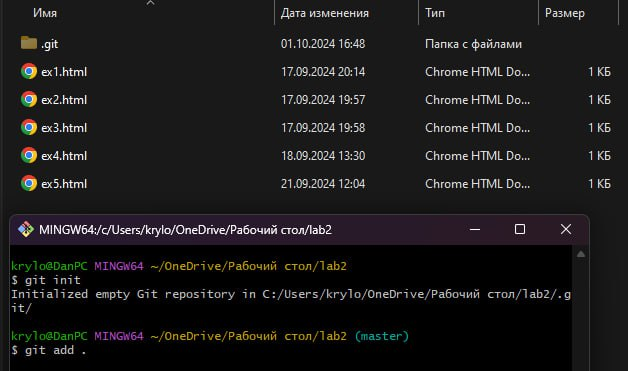 Имя Дата изменения Тип Размер
.git 01.10.2024 16:48 Папка с файлами
ex1.html 17.09.2024 20:14 Chrome HTML Do... 1 КБ
ex2.html 17.09.2024 19:57 Chrome HTML Do... 1 КБ
ex3.html 17.09.2024 19:58 Chrome HTML Do... 1 КБ
ex4.html 18.09.2024 13:30 Chrome HTML Do... 1 КБ
ex5.html 21.09.2024 12:04 Chrome HTML Do... 1 КБ
MINGW64:/c/Users/krylo/OneDrive/Рабочий стол/lab2
krylo@DanPC MINGW64 ~/OneDrive/Рабочий стол/lab2
$ git init
Initialized empty Git repository in C:/Users/krylo/OneDrive/Рабочий стол/lab2/.g
it/
krylo@DanPC MINGW64 ~/OneDrive/Рабочий стол/lab2 (master)
$ git add .